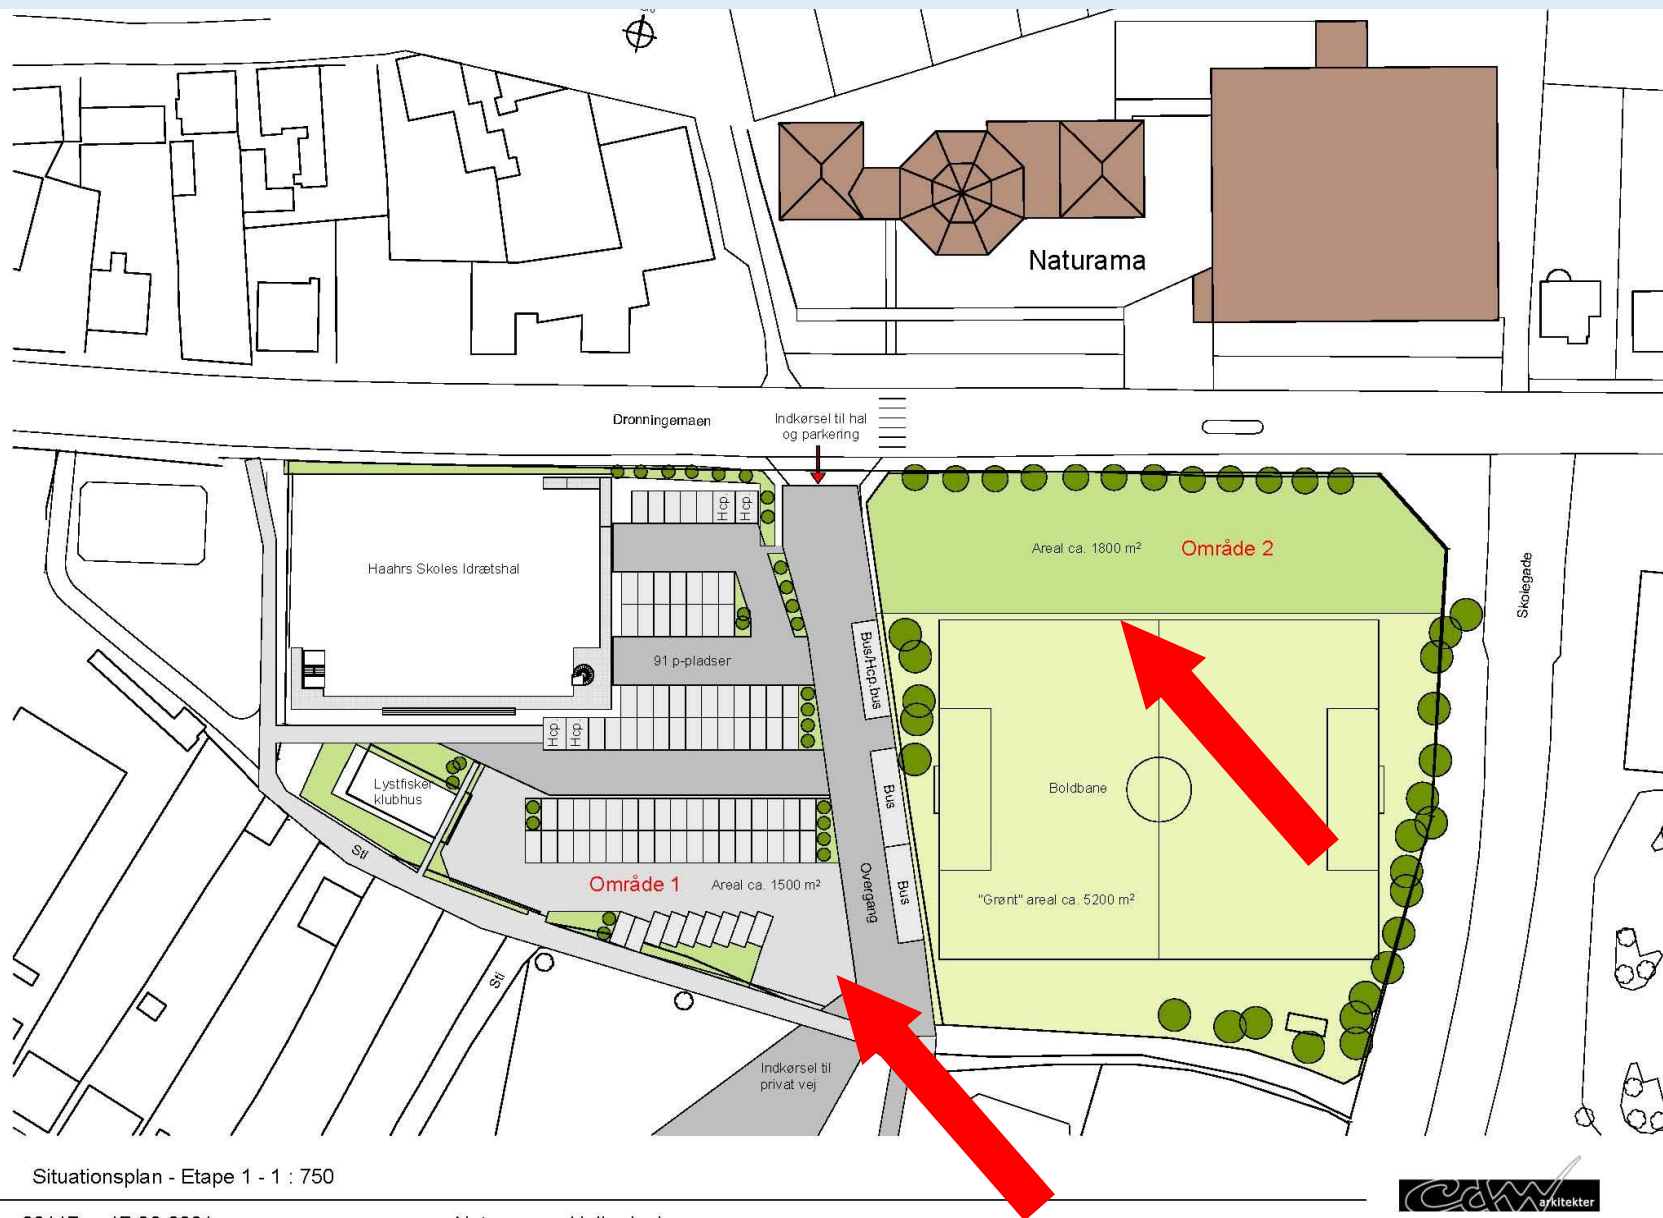 Naturama
Dronningemaen
Indkørsel til hal
og parkering
Hcp.
Hcp.
Areal ca. 1800 m²
Område 2
Haahrs Skoles Idrætshal
Skolegade
91 p-pladser
Bus/Hcp.bus
Hcp.
Hcp.
Lystfisker
klubhus
Bus
Boldbane
Sti
Område 1
Areal ca. 1500 m²
Overgang
Bus
"Grønt" areal ca. 5200 m²
Sti
Indkørsel til
privat vej
Situationsplan - Etape 1 - 1 : 750
cdw
arkitekter